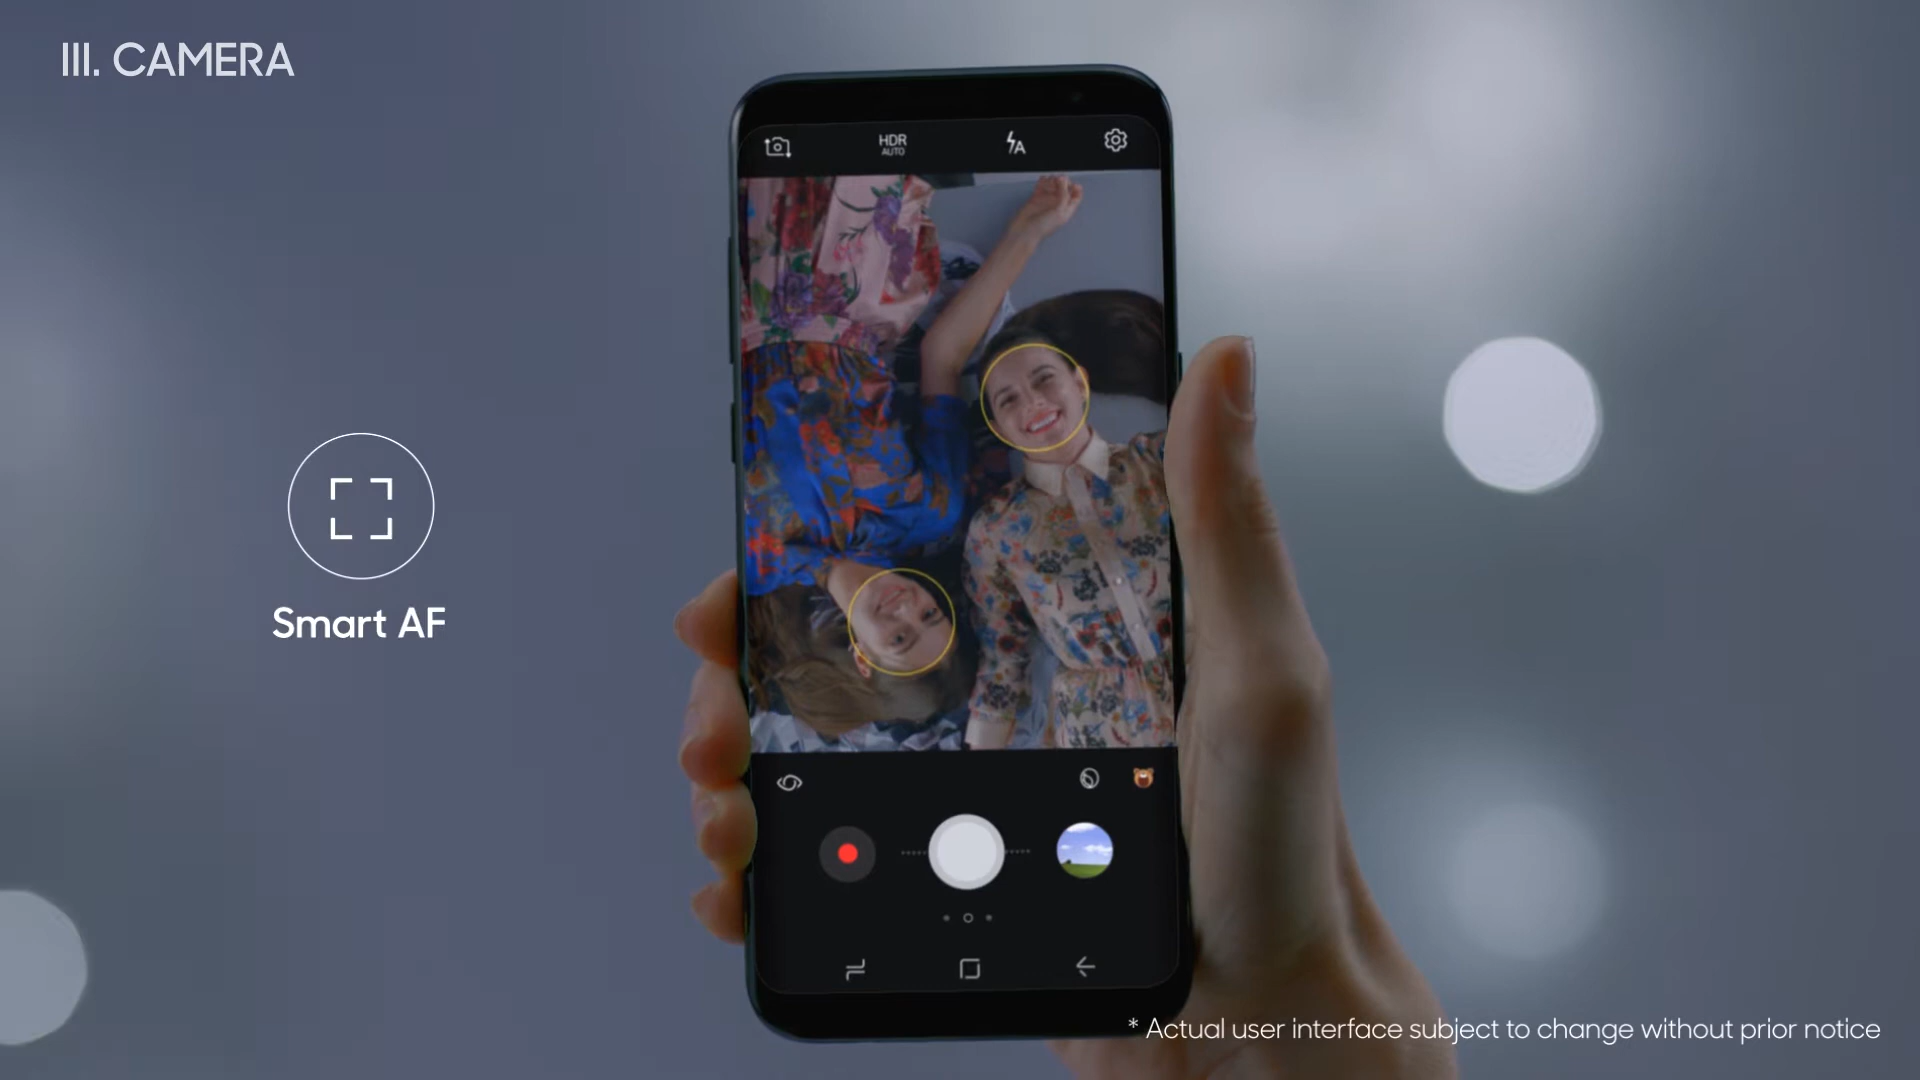 III. CAMERA
HDR
AUTO
A
Smart AF
* Actual user interface subject to change without prior notice